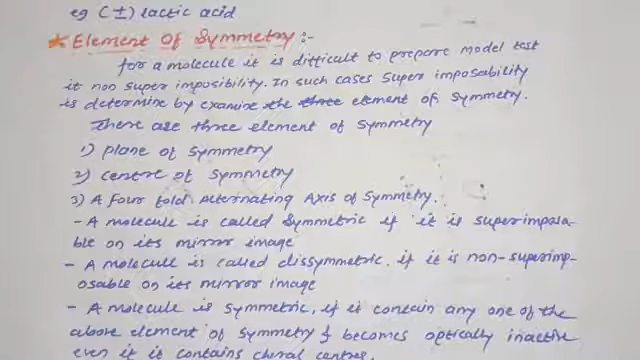 eg (±) lactic acid
* Element Of Symmetry :-
for a molecule it is difficult to prepare model test
it non super imposibility. In such cases super imposability
is determine by examine the three element of symmetry.
There are three element of symmetry
1) plane of symmetry
2) centre of symmetry
3) A four fold Alternating Axis of symmetry.
- A molecule is called symmetric if it is superimposa-
ble on its mirror image
- A molecule is called dissymmetric, if it is non-superimp-
osable on its mirror image
- A molecule is symmetric, if it contain any one of the
above element of symmetry & becomes optically inactive
even if it contains chiral centres.